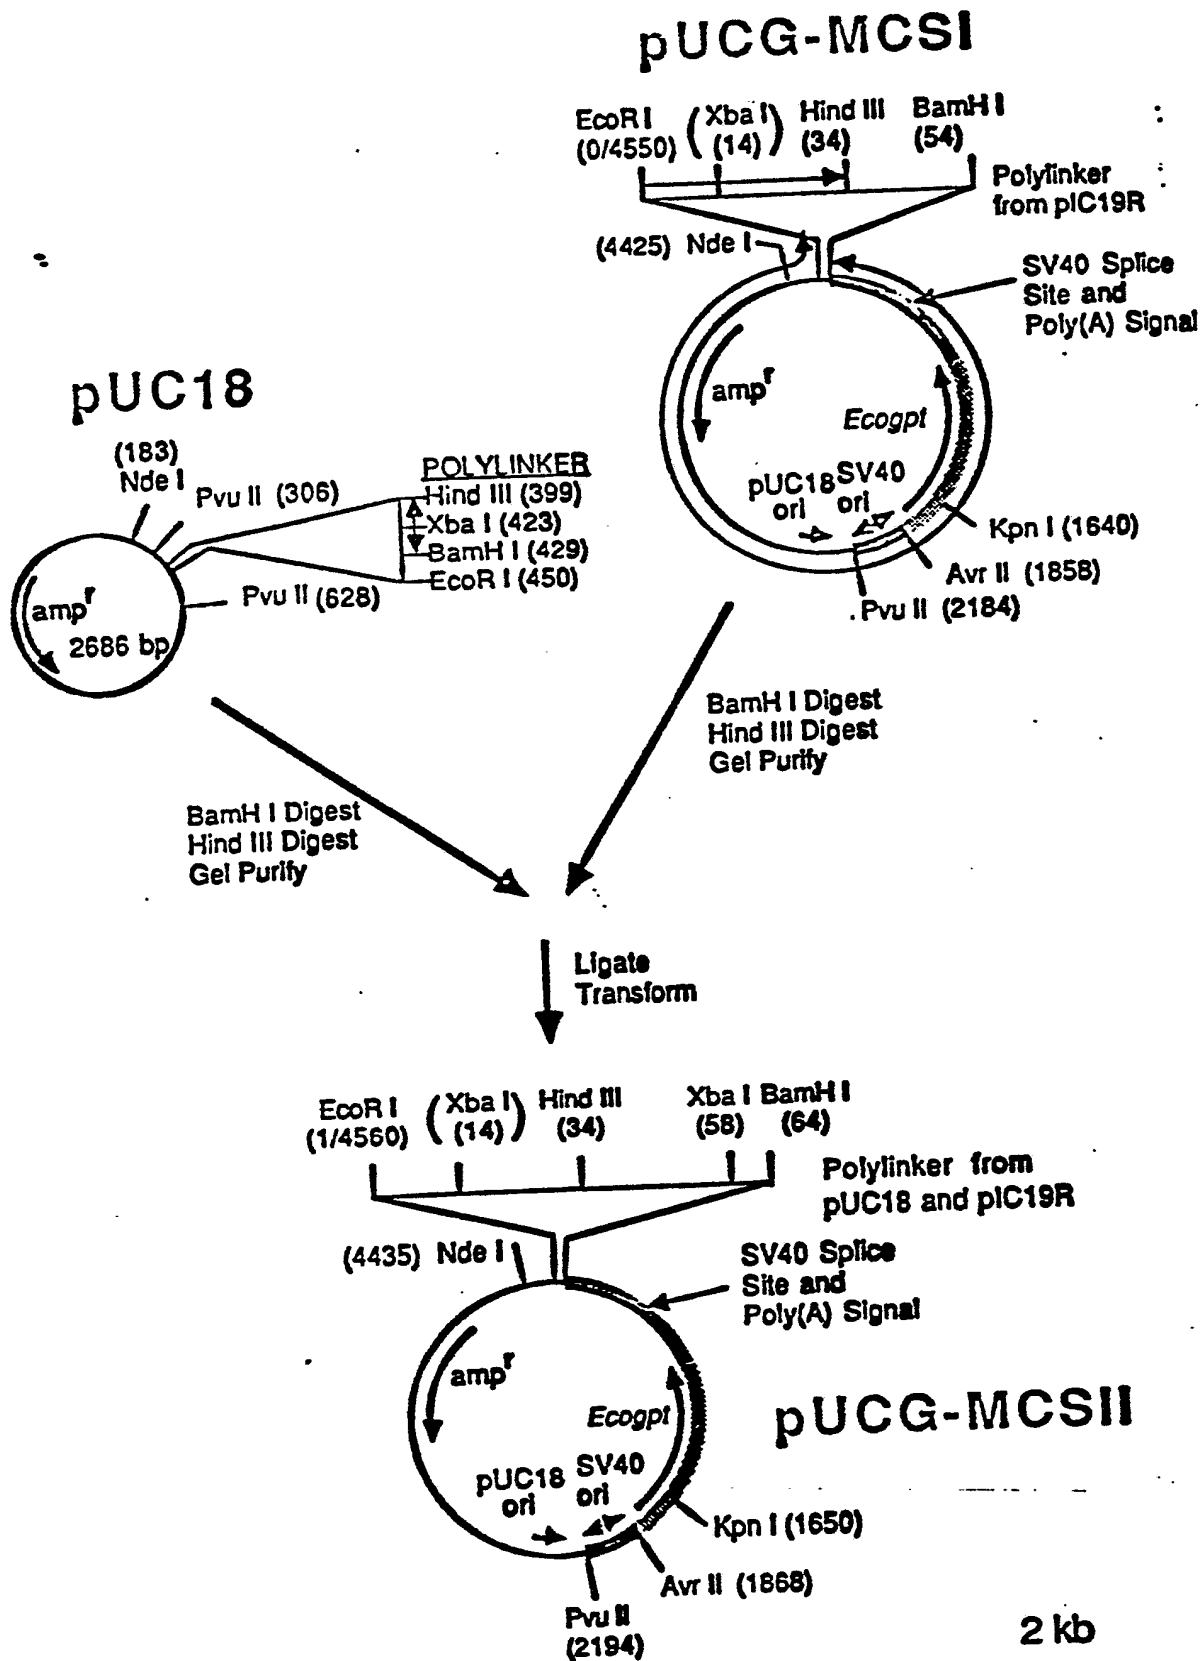 pUCG-MCSI
EcoR I (Xba I) Hind III BamH I
(0/4550) (14) (34) (54)
Polylinker
from pIC19R
(4425) Nde I
SV40 Splice
Site and
Poly(A) Signal
amp^r
Ecogpt
pUC18 SV40
ori ori
Kpn I (1640)
Avr II (1858)
Pvu II (2184)
pUC18
(183)
Nde I
Pvu II (306)
POLYLINKER
Hind III (399)
Xba I (423)
BamH I (429)
EcoR I (450)
Pvu II (628)
amp^r
2686 bp
BamH I Digest
Hind III Digest
Gel Purify
BamH I Digest
Hind III Digest
Gel Purify
Ligate
Transform
EcoR I (Xba I) Hind III Xba I BamH I
(1/4560) (14) (34) (58) (64)
Polylinker from
pUC18 and pIC19R
(4435) Nde I
SV40 Splice
Site and
Poly(A) Signal
amp^r
Ecogpt
pUCG-MCSII
pUC18 SV40
ori ori
Kpn I (1650)
Avr II (1868)
Pvu II
(2194)
2 kb